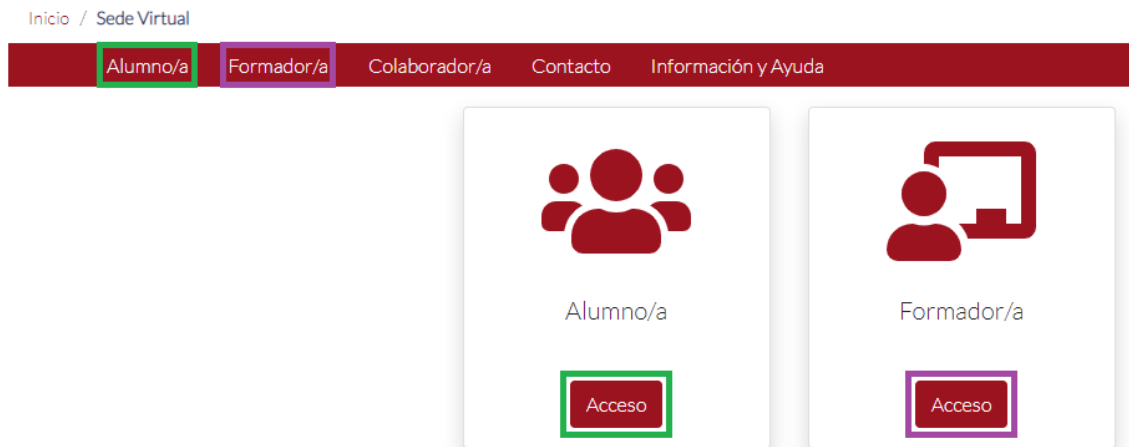 Inicio / Sede Virtual
Alumno/a Formador/a Colaborador/a Contacto Información y Ayuda
Alumno/a Formador/a
Acceso Acceso